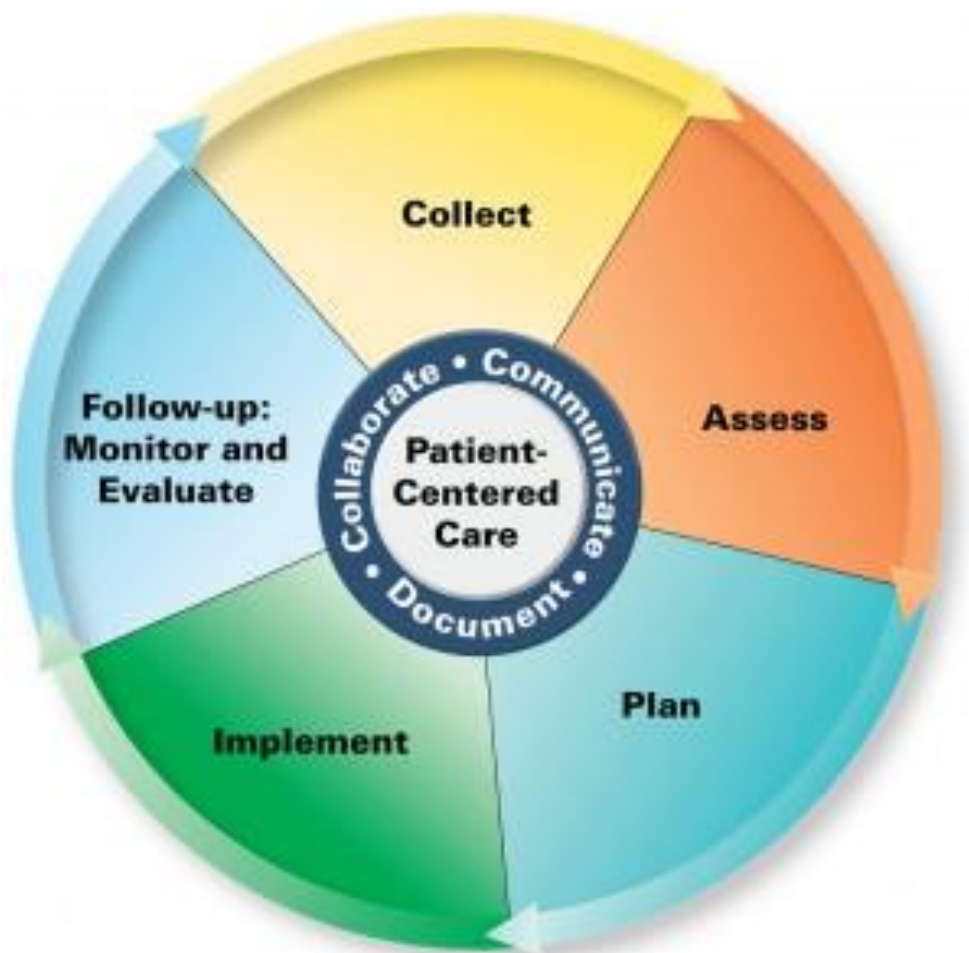 Collect
Assess
Plan
Implement
Follow-up:
Monitor and
Evaluate
Collaborate • Communicate • Document •
Patient-
Centered
Care